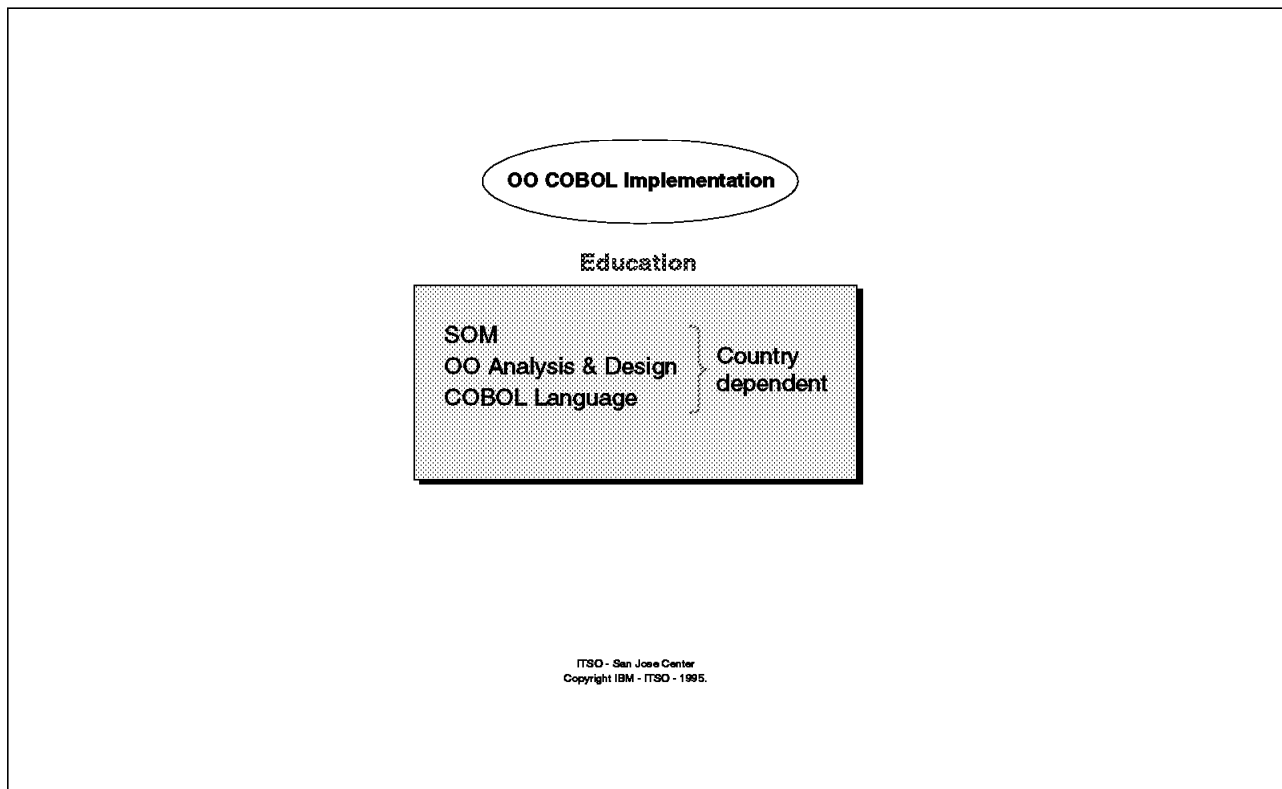 OO COBOL Implementation
Education
SOM
OO Analysis & Design
COBOL Language
Country
dependent
ITSO - San Jose Center
Copyright IBM - ITSO - 1995.